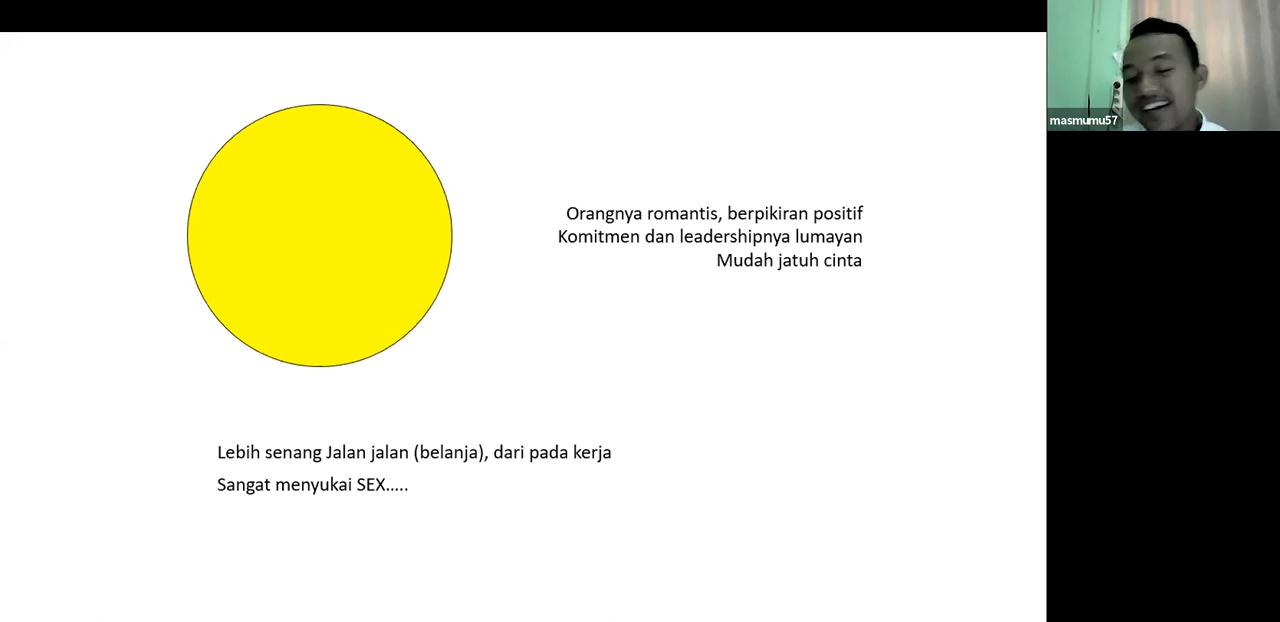 masmumu57
Orangnya romantis, berpikiran positif
Komitmen dan leadershipnya lumayan
Mudah jatuh cinta
Lebih senang Jalan jalan (belanja), dari pada kerja
Sangat menyukai SEX.....